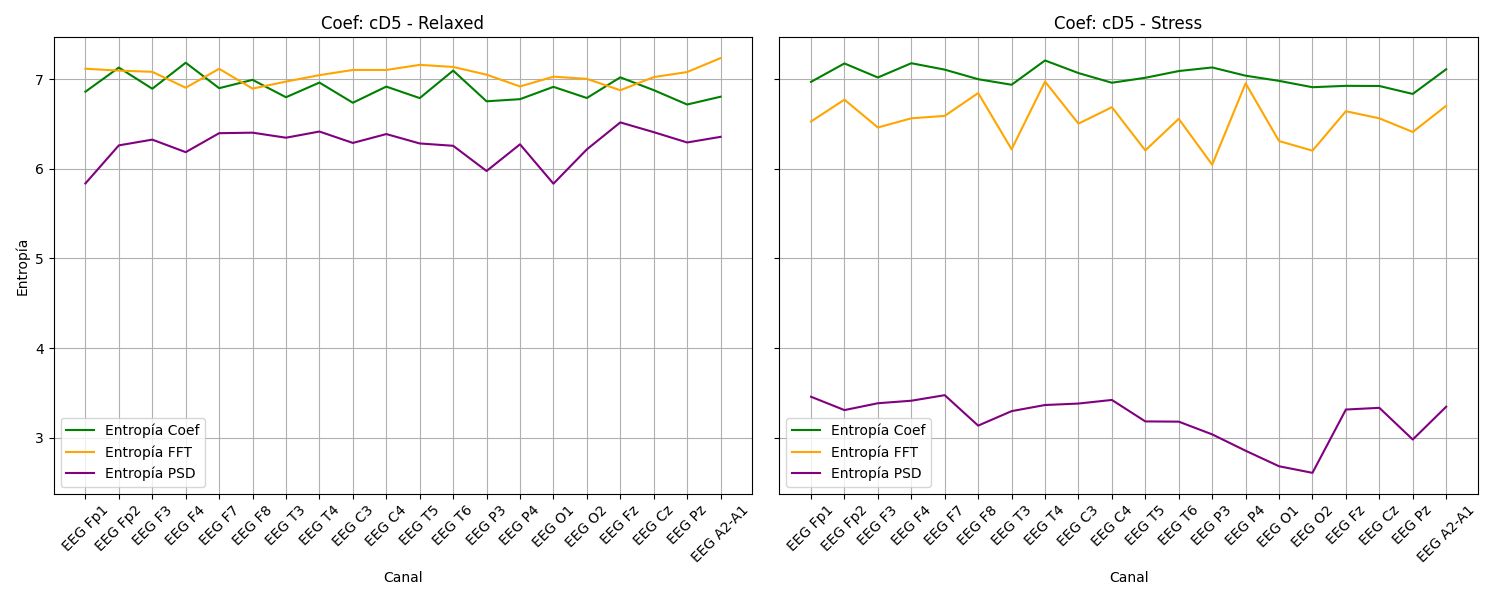 Coef: cD5 - Relaxed
Entropía
7
6
5
4
3
Entropía Coef
Entropía FFT
Entropía PSD
EEG Fp1
EEG Fp2
EEG F3
EEG F4
EEG F7
EEG F8
EEG T3
EEG T4
EEG C3
EEG C4
EEG T5
EEG T6
EEG P3
EEG P4
EEG O1
EEG O2
EEG Fz
EEG Cz
EEG Pz
EEG A2-A1
Canal
Coef: cD5 - Stress
Entropía Coef
Entropía FFT
Entropía PSD
EEG Fp1
EEG Fp2
EEG F3
EEG F4
EEG F7
EEG F8
EEG T3
EEG T4
EEG C3
EEG C4
EEG T5
EEG T6
EEG P3
EEG P4
EEG O1
EEG O2
EEG Fz
EEG Cz
EEG Pz
EEG A2-A1
Canal